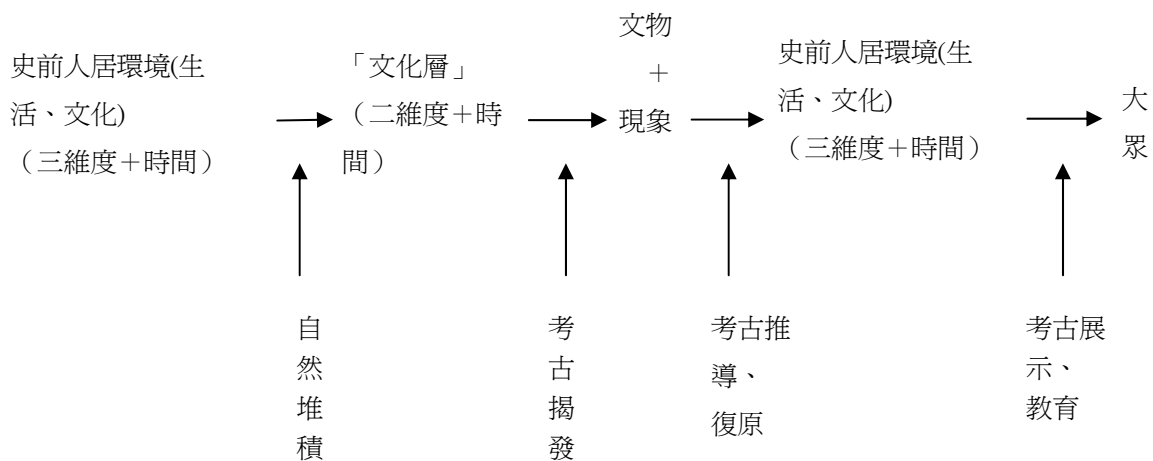 史前人居環境(生
活、文化)
（三維度＋時間）
「文化層」
（二維度＋時
間）
文物
＋
現象
史前人居環境(生
活、文化)
（三維度＋時間）
大
眾
自
然
堆
積
考
古
揭
發
考古推
導、
復原
考古展
示、
教育